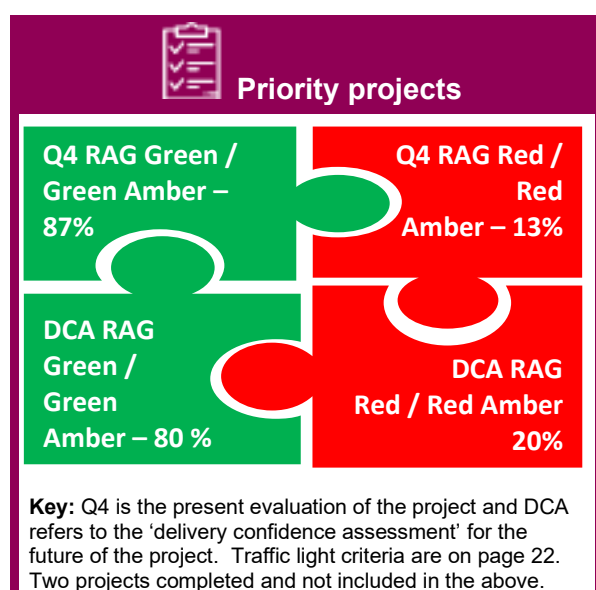 Priority projects
Q4 RAG Green /
Green Amber –
87%
Q4 RAG Red /
Red
Amber – 13%
DCA RAG
Green /
Green
Amber – 80 %
DCA RAG
Red / Red Amber
20%
Key: Q4 is the present evaluation of the project and DCA
refers to the ‘delivery confidence assessment’ for the
future of the project.  Traffic light criteria are on page 22.
Two projects completed and not included in the above.